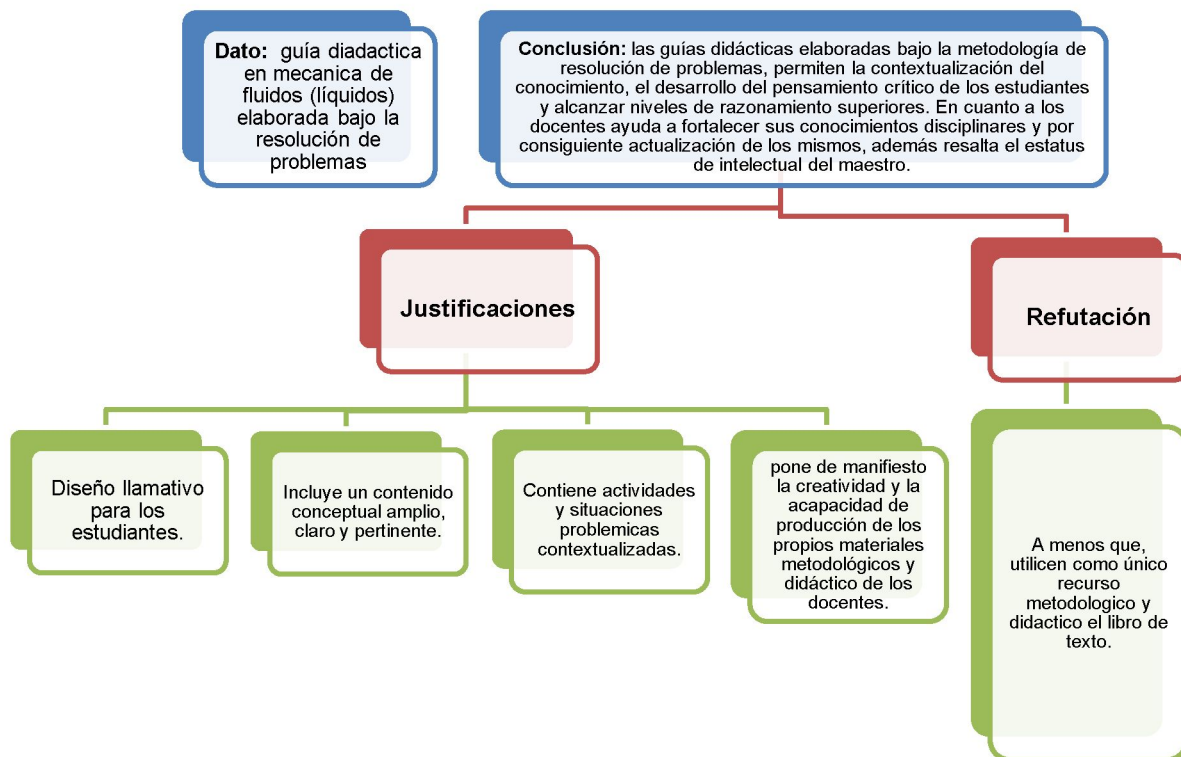 Dato: guía diadactica
en mecanica de
fluidos (líquidos)
elaborada bajo la
resolución de
problemas
Conclusión: las guías didácticas elaboradas bajo la metodología de
resolución de problemas, permiten la contextualización del
conocimiento, el desarrollo del pensamiento crítico de los estudiantes
y alcanzar niveles de razonamiento superiores. En cuanto a los
docentes ayuda a fortalecer sus conocimientos disciplinares y por
consiguiente actualización de los mismos, además resalta el estatus
de intelectual del maestro.
Justificaciones
Refutación
Diseño llamativo
para los
estudiantes.
Incluye un contenido
conceptual amplio,
claro y pertinente.
Contiene actividades
y situaciones
problemicas
contextualizadas.
pone de manifiesto
la creatividad y la
acapacidad de
producción de los
propios materiales
metodológicos y
didáctico de los
docentes.
A menos que,
utilicen como único
recurso
metodologico y
didactico el libro de
texto.